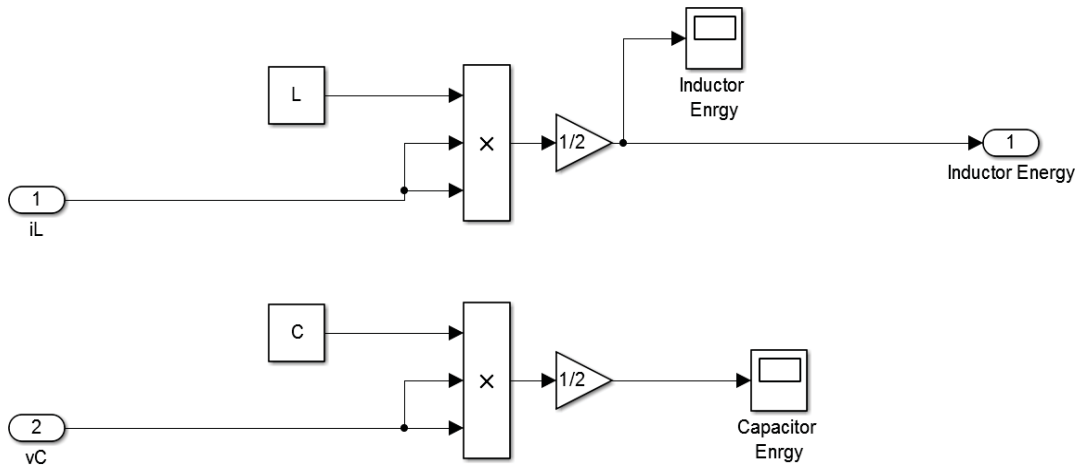 Inductor
Enrgy
L
×
1/2
1
Inductor Energy
1
iL
C
×
1/2
Capacitor
Enrgy
2
vC